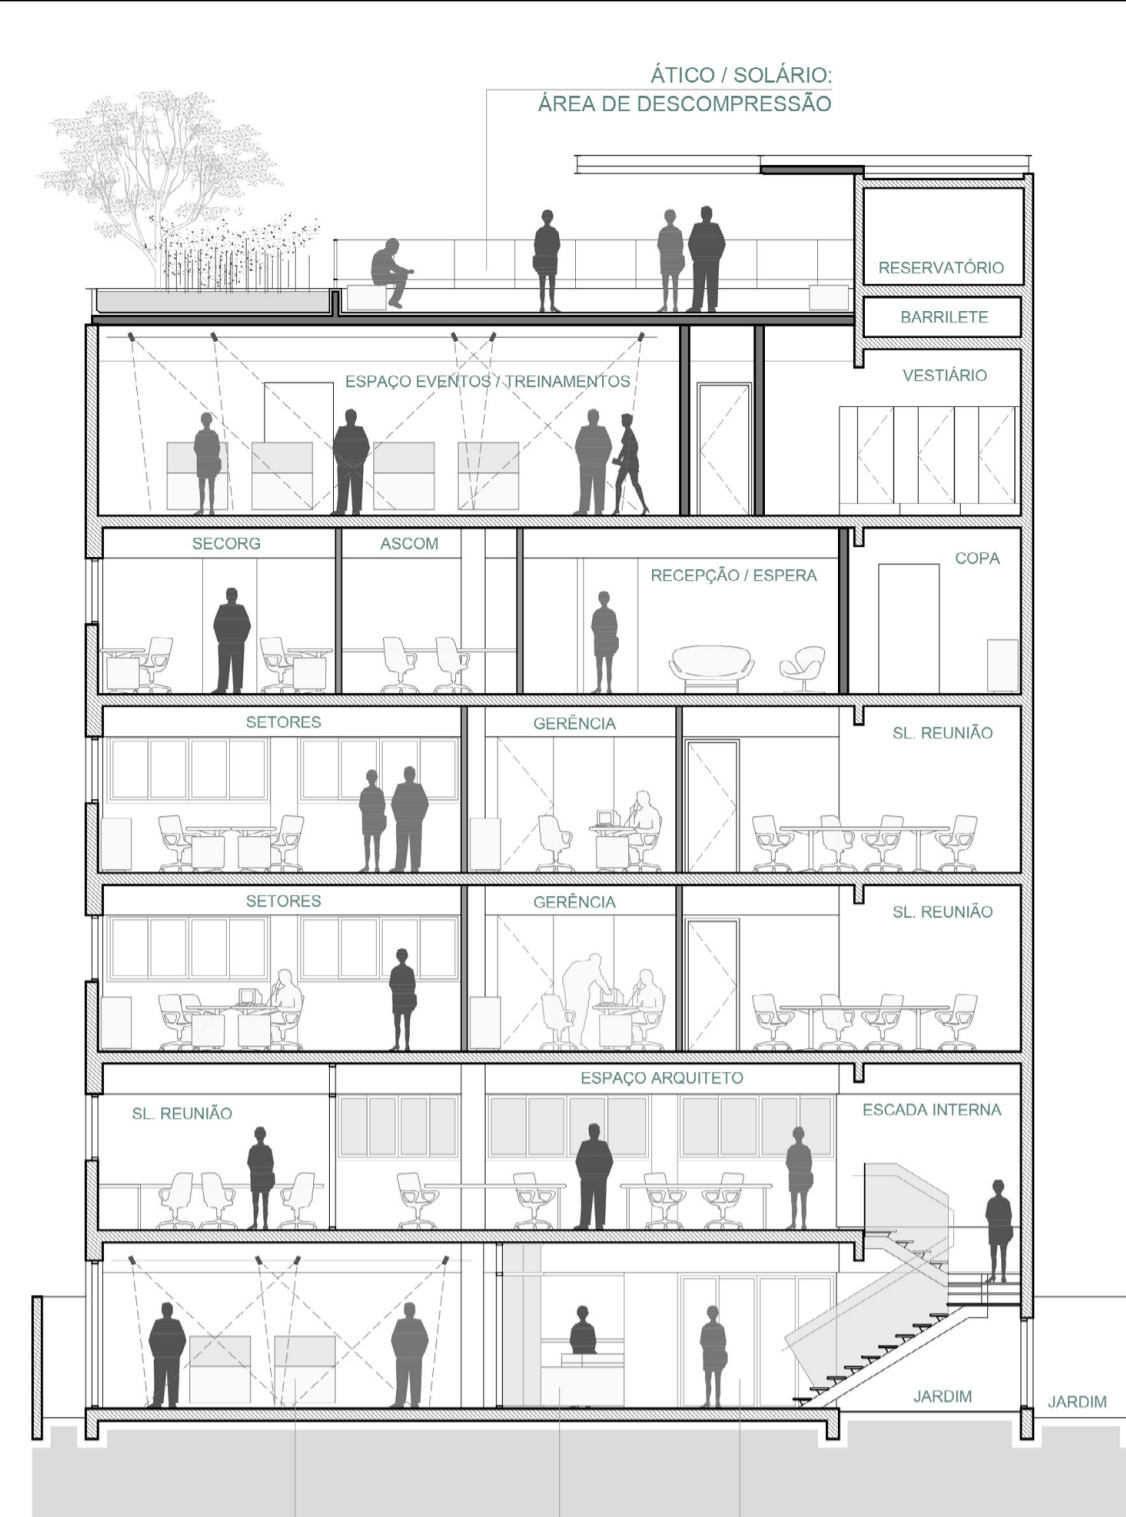 ÁTICO / SOLÁRIO:
ÁREA DE DESCOMPRESSÃO
RESERVATÓRIO
BARRILETE
VESTIÁRIO
ESPAÇO EVENTOS / TREINAMENTOS
SECORG
ASCOM
RECEPÇÃO / ESPERA
COPA
SETORES
GERÊNCIA
SL. REUNIÃO
SETORES
GERÊNCIA
SL. REUNIÃO
ESPAÇO ARQUITETO
SL. REUNIÃO
ESCADA INTERNA
JARDIM
JARDIM